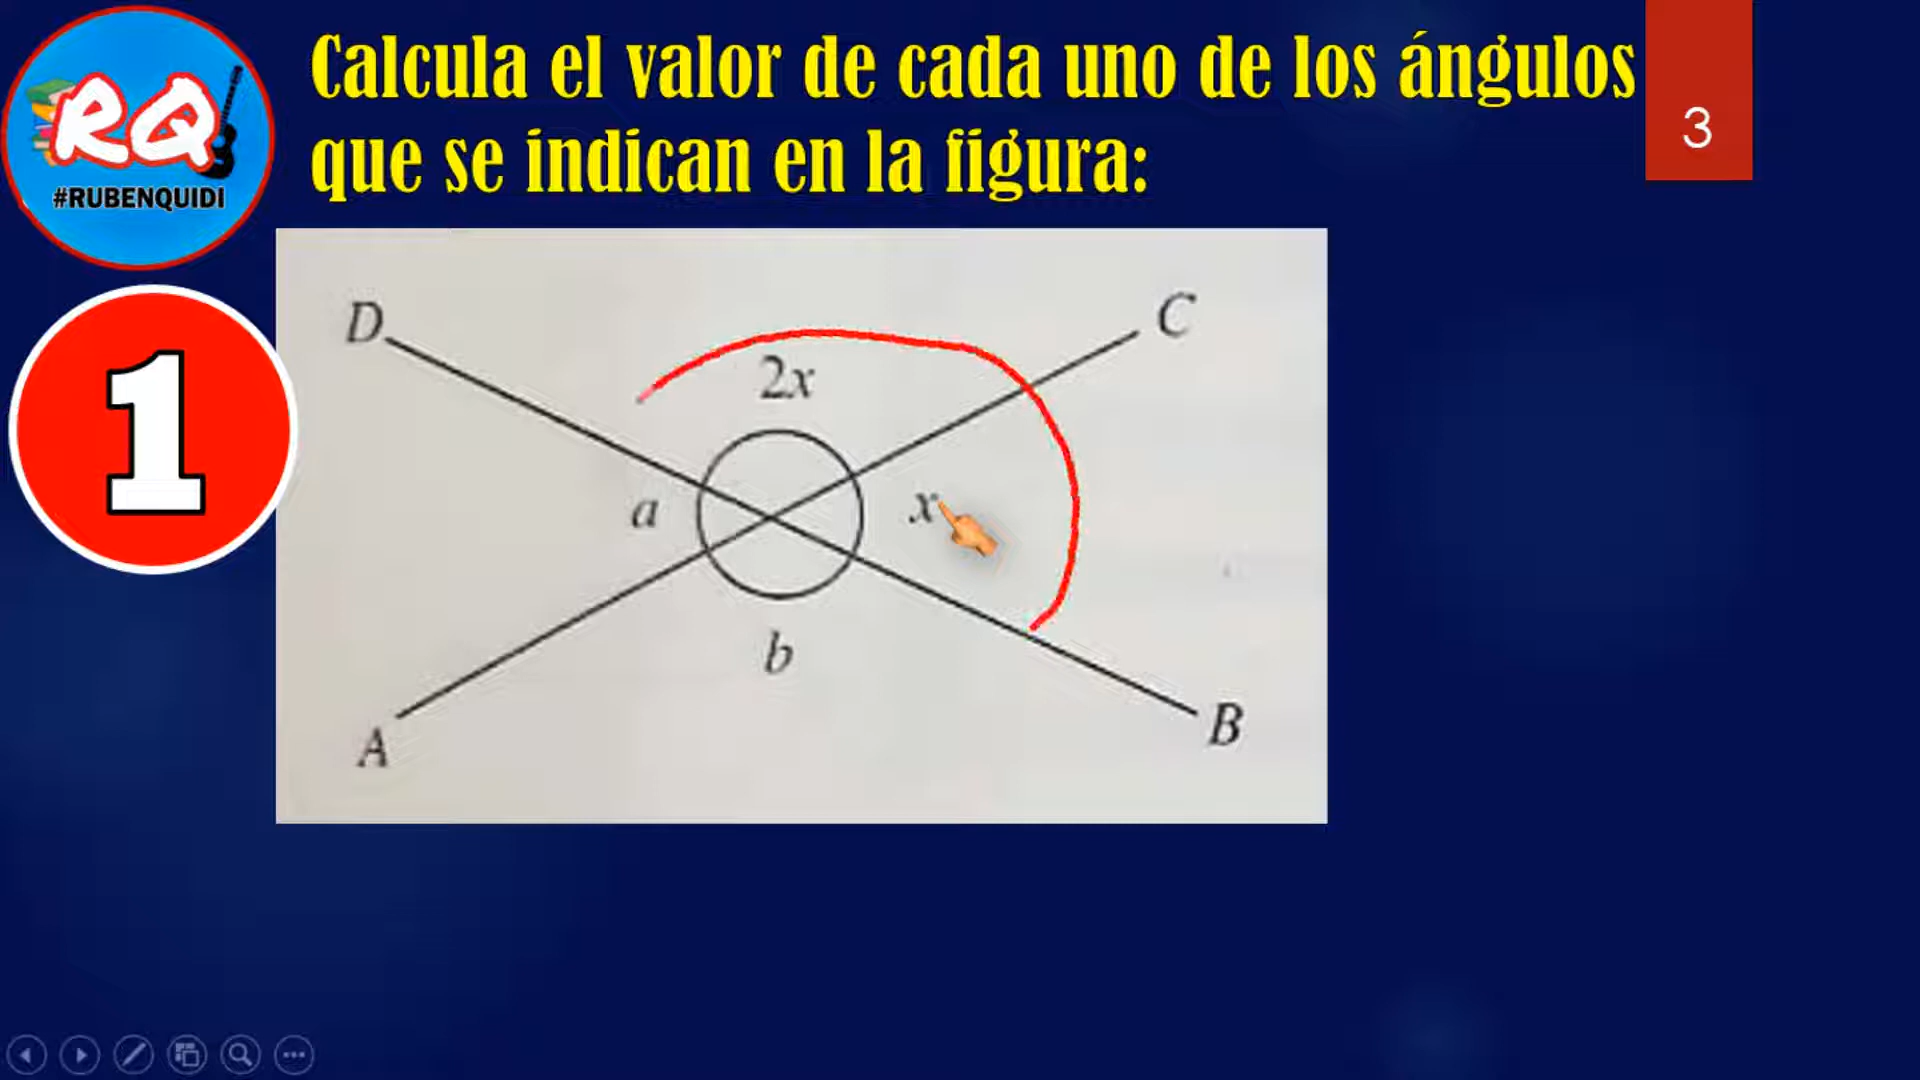 RQ
#RUBENQUIDI
Calcula el valor de cada uno de los ángulos
que se indican en la figura:
3
1
D
C
2x
a
x
b
A
B